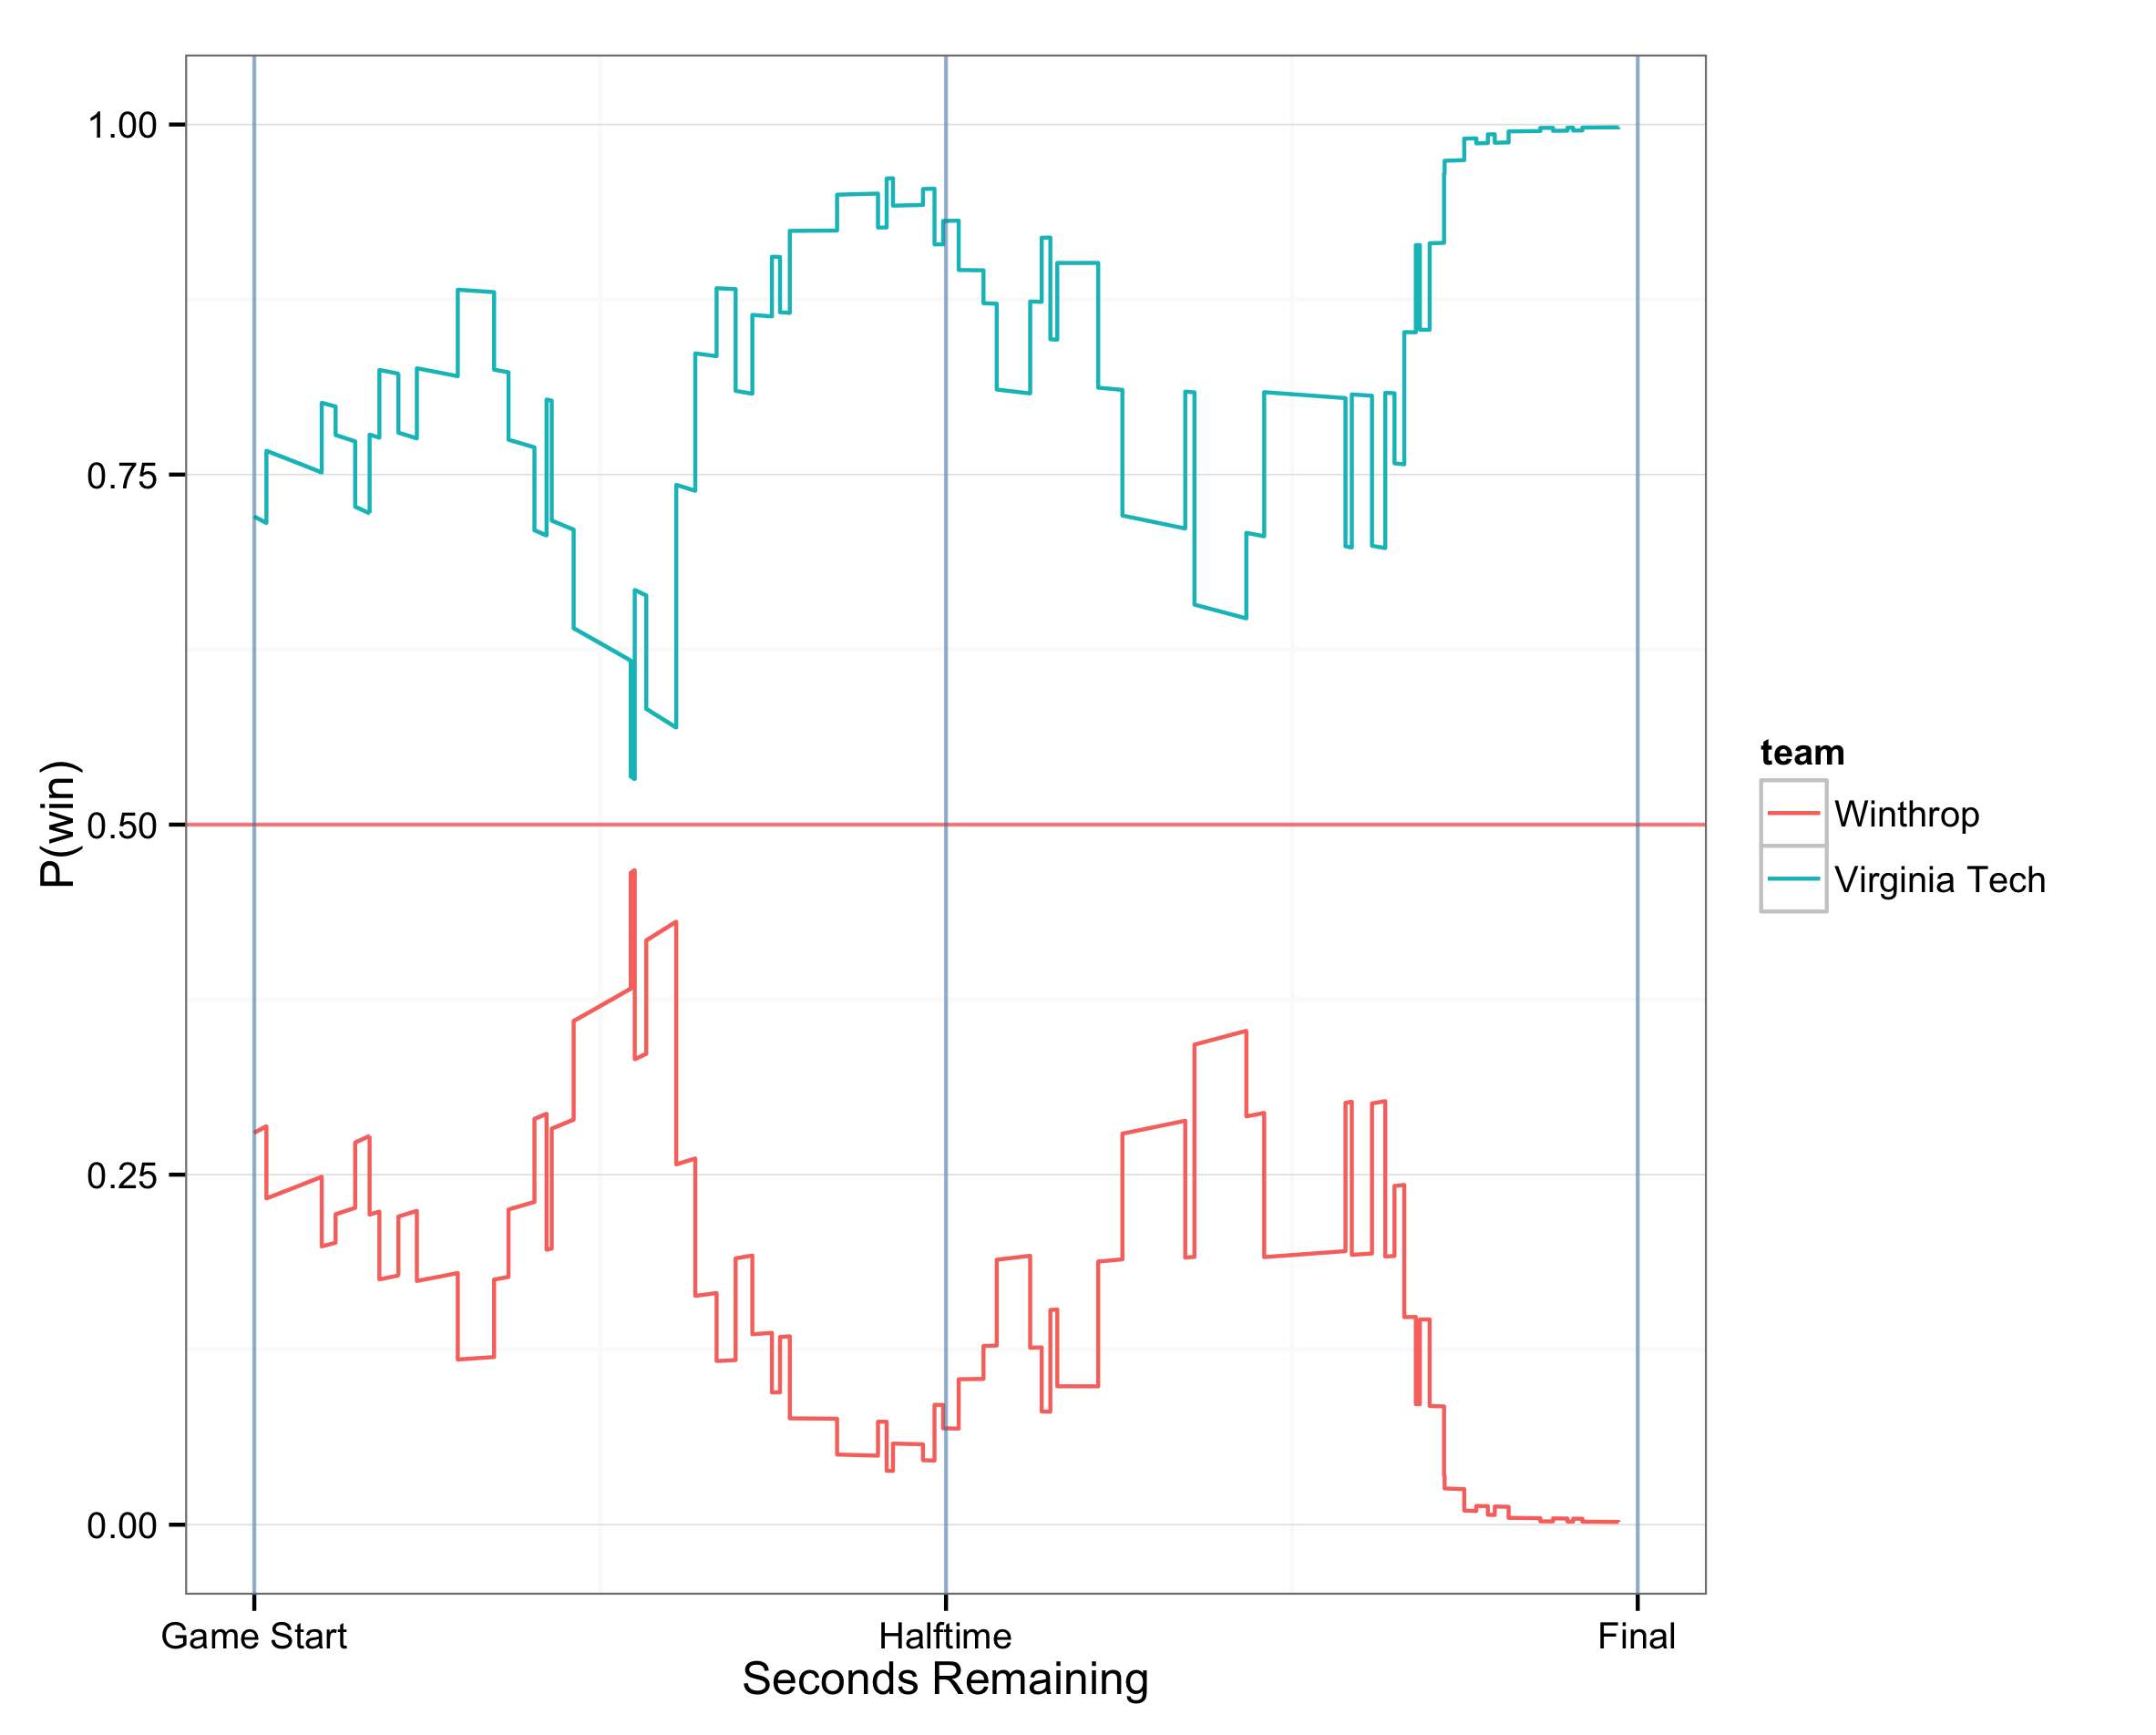 1.00
0.75
0.50
0.25
0.00
P(win)
Game Start
Halftime
Final
Seconds Remaining
team
Winthrop
Virginia Tech